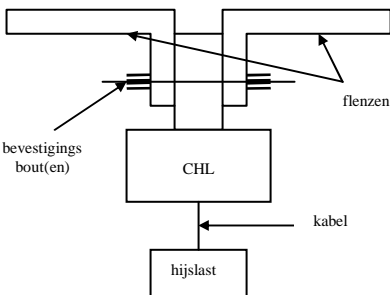 flenzen
bevestigings
bout(en)
CHL
kabel
hijslast